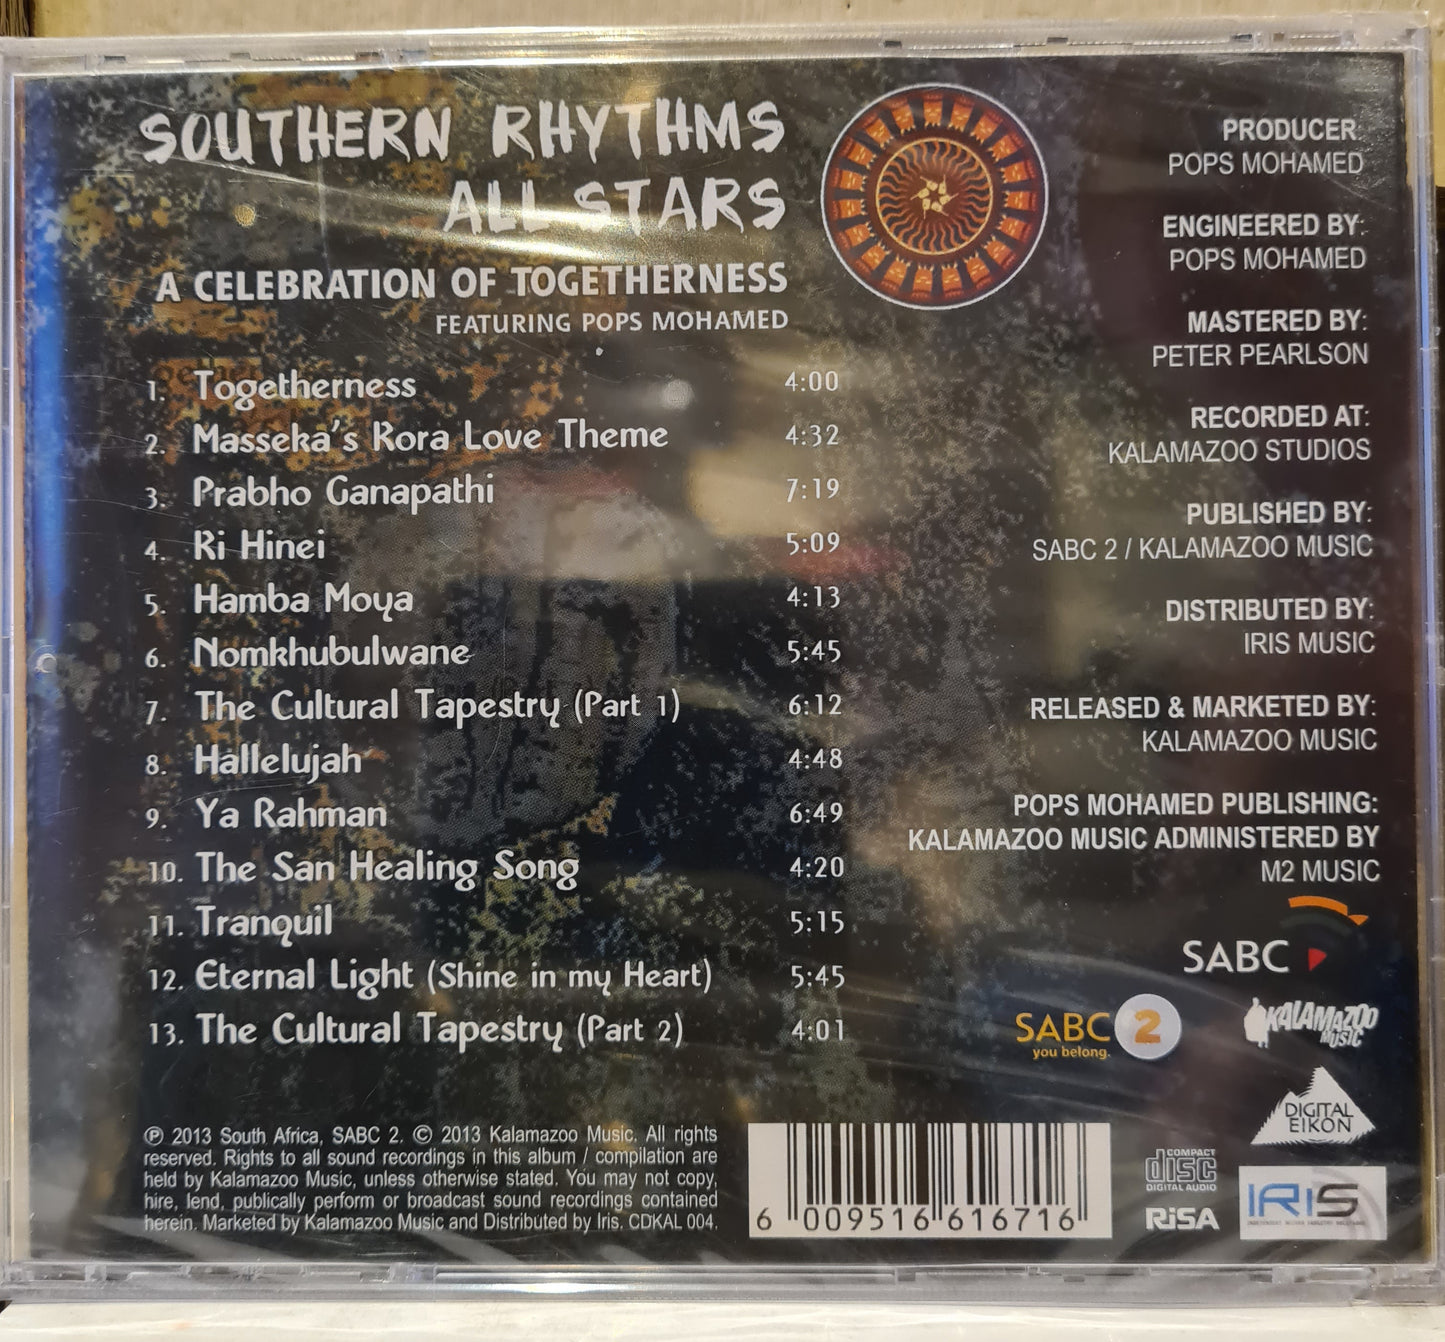 SOUTHERN RHYTHMS
ALL STARS
A CELEBRATION OF TOGETHERNESS
FEATURING POPS MOHAMED
1. Togetherness 4:00
2. Masseka's Kora Love Theme 4:32
3. Prabho Ganapathi 7:19
4. Ri Hinei 5:09
5. Hamba Moya 4:13
6. Nomkhubulwane 5:45
7. The Cultural Tapestry (Part 1) 6:12
8. Hallelujah 4:48
9. Ya Rahman 6:49
10. The San Healing Song 4:20
11. Tranquil 5:15
12. Eternal Light (Shine in my Heart) 5:45
13. The Cultural Tapestry (Part 2) 4:01
PRODUCER
POPS MOHAMED
ENGINEERED BY:
POPS MOHAMED
MASTERED BY:
PETER PEARLSON
RECORDED AT:
KALAMAZOO STUDIOS
PUBLISHED BY:
SABC 2 / KALAMAZOO MUSIC
DISTRIBUTED BY:
IRIS MUSIC
RELEASED & MARKETED BY:
KALAMAZOO MUSIC
POPS MOHAMED PUBLISHING:
KALAMAZOO MUSIC ADMINISTERED BY
M2 MUSIC
SABC
SABC 2
you belong.
KALAMAZOO
MUSIC
DIGITAL
EIKON
℗ 2013 South Africa, SABC 2. © 2013 Kalamazoo Music. All rights
reserved. Rights to all sound recordings in this album / compilation are
held by Kalamazoo Music, unless otherwise stated. You may not copy,
hire, lend, publically perform or broadcast sound recordings contained
herein. Marketed by Kalamazoo Music and Distributed by Iris. CDKAL 004.
6 009516 616716
COMPACT
disc
DIGITAL AUDIO
RiSA
IRiS